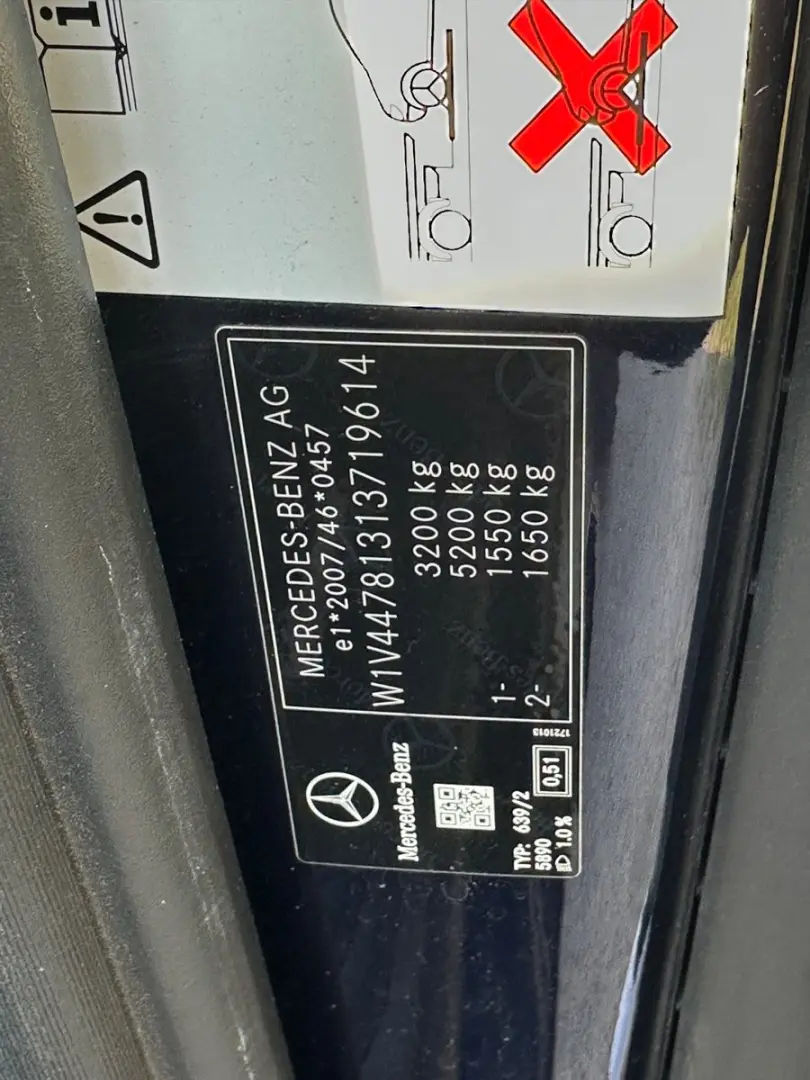 MERCEDES-BENZ AG
e1*2007/46*0457
W1V44781313719614
3200 kg
5200 kg
1- 1550 kg
2- 1650 kg
Mercedes-Benz
TYP: 639/2
5890
1.0 %
0,51
1721013